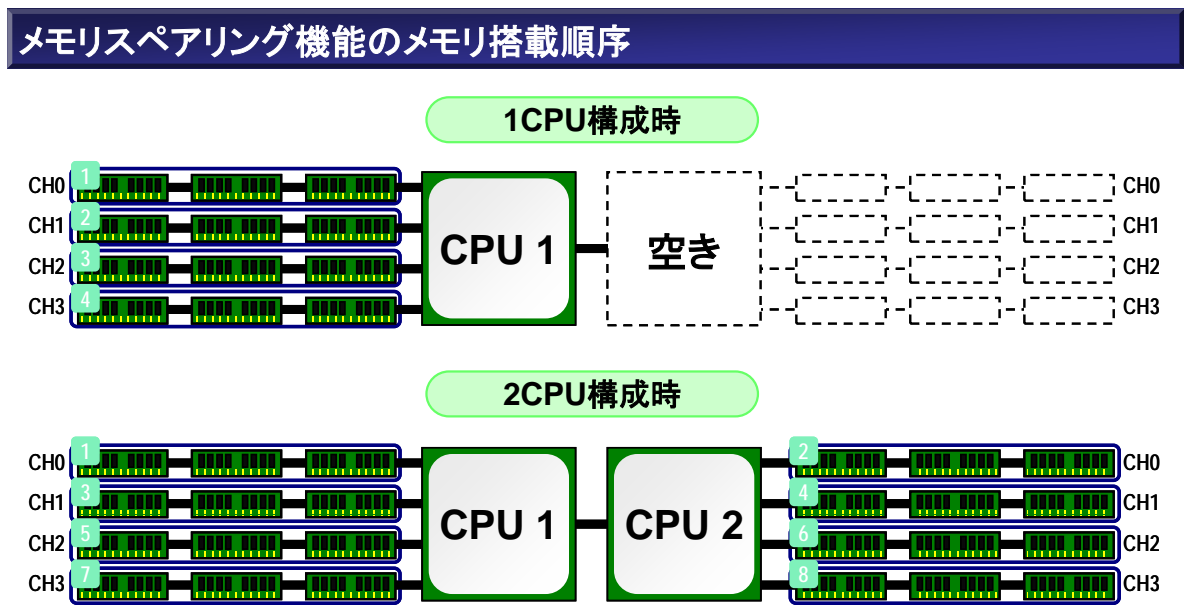 メモリスペアリング機能のメモリ搭載順序
1CPU構成時
CH0 1 CH0
CH1 2 CH1
CH2 3 CH2
CH3 4 CH3
CPU 1 空き
2CPU構成時
CH0 1 2 CH0
CH1 3 4 CH1
CH2 5 6 CH2
CH3 7 8 CH3
CPU 1 CPU 2